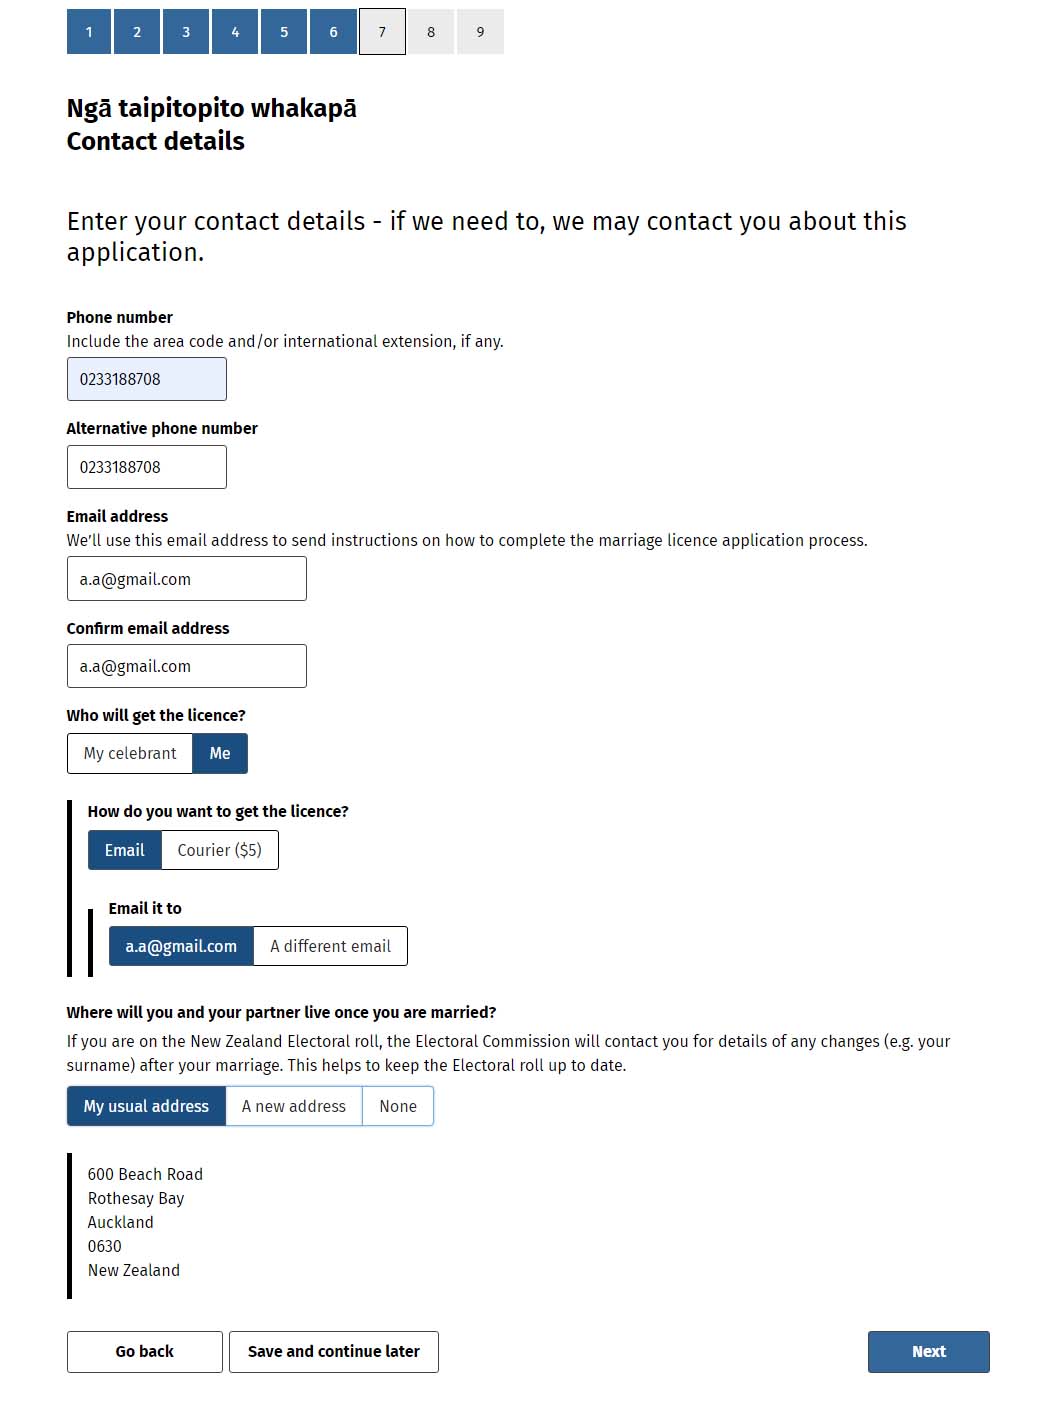 1 2 3 4 5 6 7 8 9
Ngā taipitopito whakapā
Contact details
Enter your contact details - if we need to, we may contact you about this
application.
Phone number
Include the area code and/or international extension, if any.
0233188708
Alternative phone number
0233188708
Email address
We'll use this email address to send instructions on how to complete the marriage licence application process.
a.a@gmail.com
Confirm email address
a.a@gmail.com
Who will get the licence?
My celebrant Me
How do you want to get the licence?
Email Courier ($5)
Email it to
a.a@gmail.com A different email
Where will you and your partner live once you are married?
If you are on the New Zealand Electoral roll, the Electoral Commission will contact you for details of any changes (e.g. your
surname) after your marriage. This helps to keep the Electoral roll up to date.
My usual address A new address None
600 Beach Road
Rothesay Bay
Auckland
0630
New Zealand
Go back Save and continue later Next